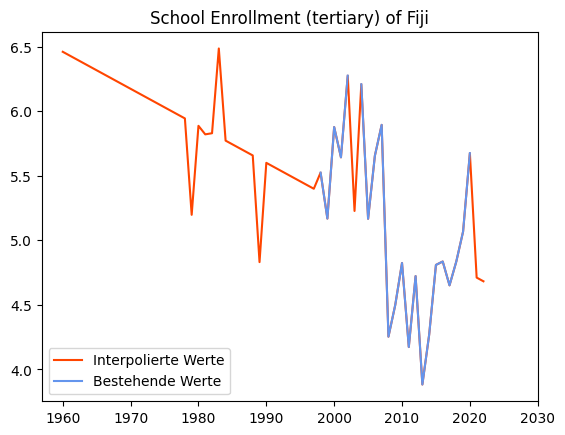 School Enrollment (tertiary) of Fiji
6.5
6.0
5.5
5.0
4.5
4.0
Interpolierte Werte
Bestehende Werte
1960 1970 1980 1990 2000 2010 2020 2030